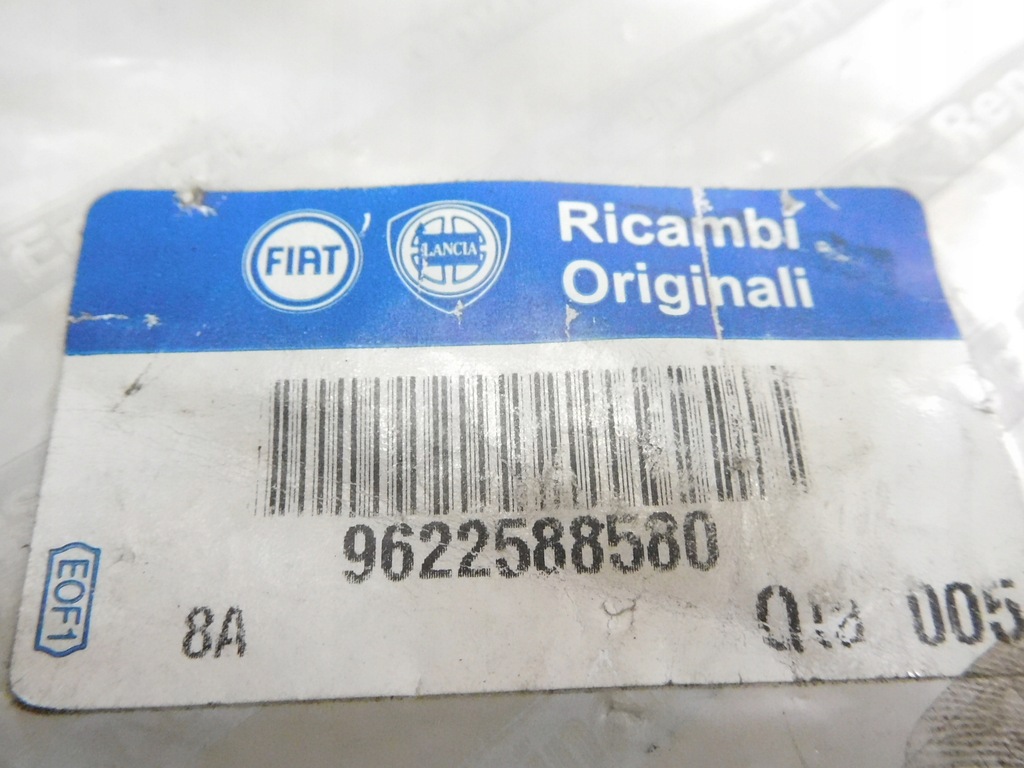 FIAT
LANCIA
Ricambi
Originali
9622588580
EOF1
8A
005